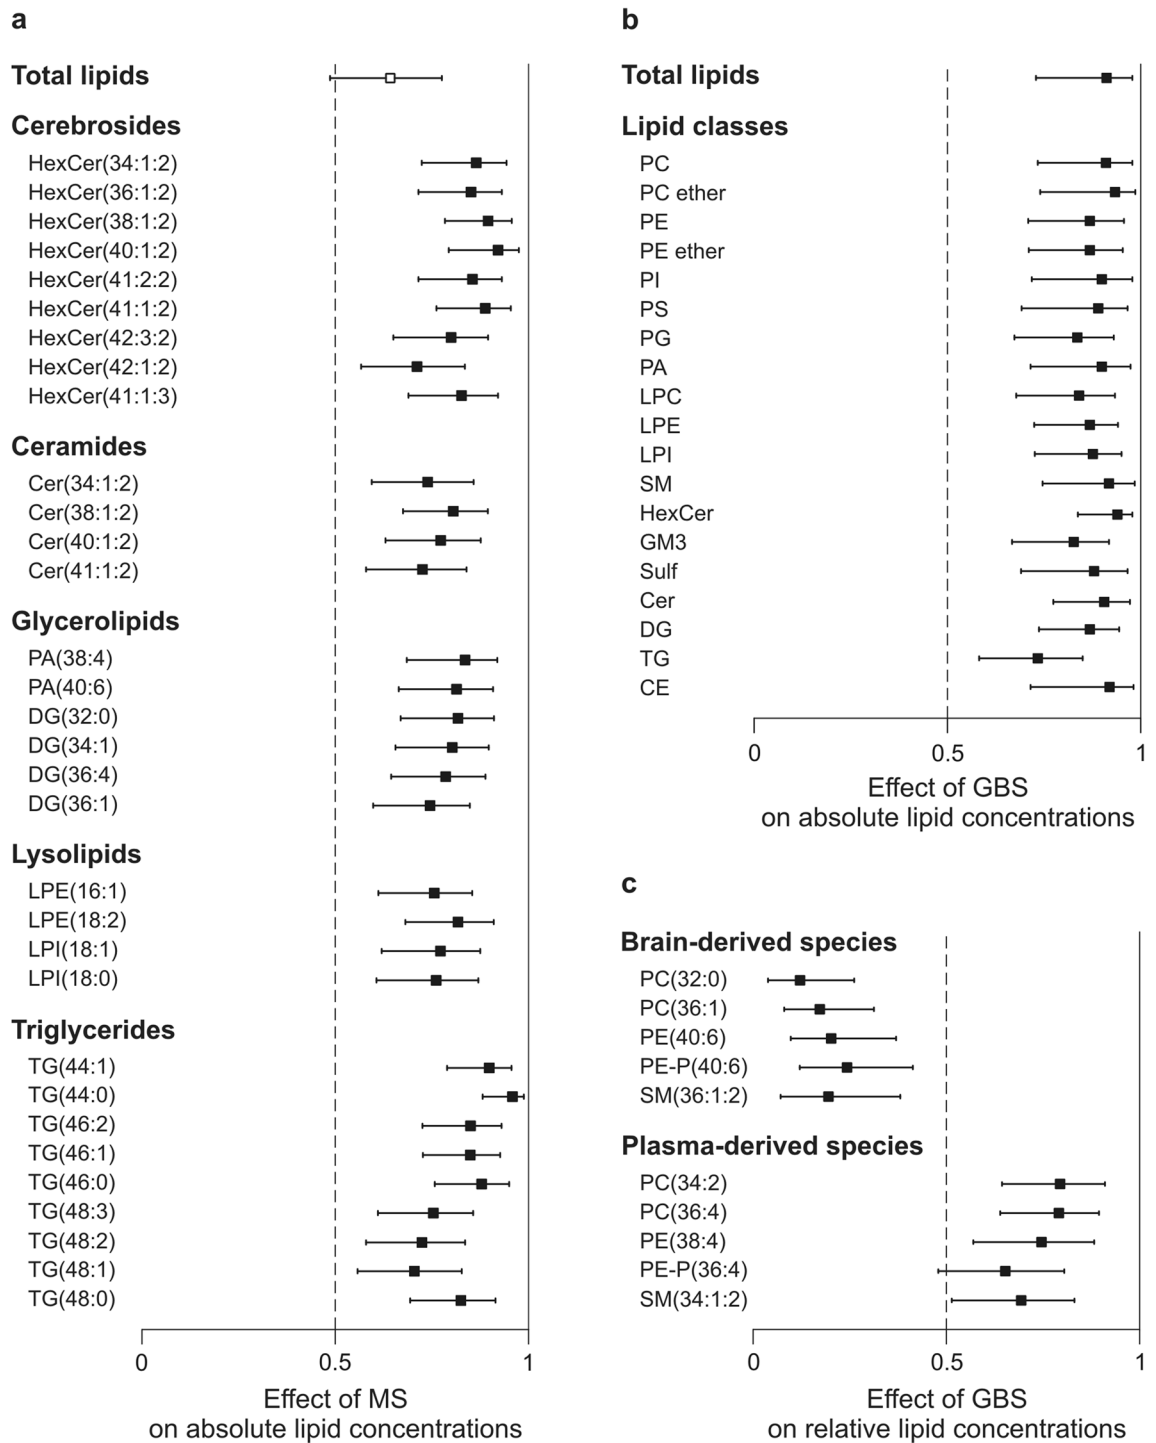 a
Total lipids
Cerebrosides
HexCer(34:1:2)
HexCer(36:1:2)
HexCer(38:1:2)
HexCer(40:1:2)
HexCer(41:2:2)
HexCer(41:1:2)
HexCer(42:3:2)
HexCer(42:1:2)
HexCer(41:1:3)
Ceramides
Cer(34:1:2)
Cer(38:1:2)
Cer(40:1:2)
Cer(41:1:2)
Glycerolipids
PA(38:4)
PA(40:6)
DG(32:0)
DG(34:1)
DG(36:4)
DG(36:1)
Lysolipids
LPE(16:1)
LPE(18:2)
LPI(18:1)
LPI(18:0)
Triglycerides
TG(44:1)
TG(44:0)
TG(46:2)
TG(46:1)
TG(46:0)
TG(48:3)
TG(48:2)
TG(48:1)
TG(48:0)
0 0.5 1
Effect of MS
on absolute lipid concentrations
b
Total lipids
Lipid classes
PC
PC ether
PE
PE ether
PI
PS
PG
PA
LPC
LPE
LPI
SM
HexCer
GM3
Sulf
Cer
DG
TG
CE
0 0.5 1
Effect of GBS
on absolute lipid concentrations
c
Brain-derived species
PC(32:0)
PC(36:1)
PE(40:6)
PE-P(40:6)
SM(36:1:2)
Plasma-derived species
PC(34:2)
PC(36:4)
PE(38:4)
PE-P(36:4)
SM(34:1:2)
0 0.5 1
Effect of GBS
on relative lipid concentrations